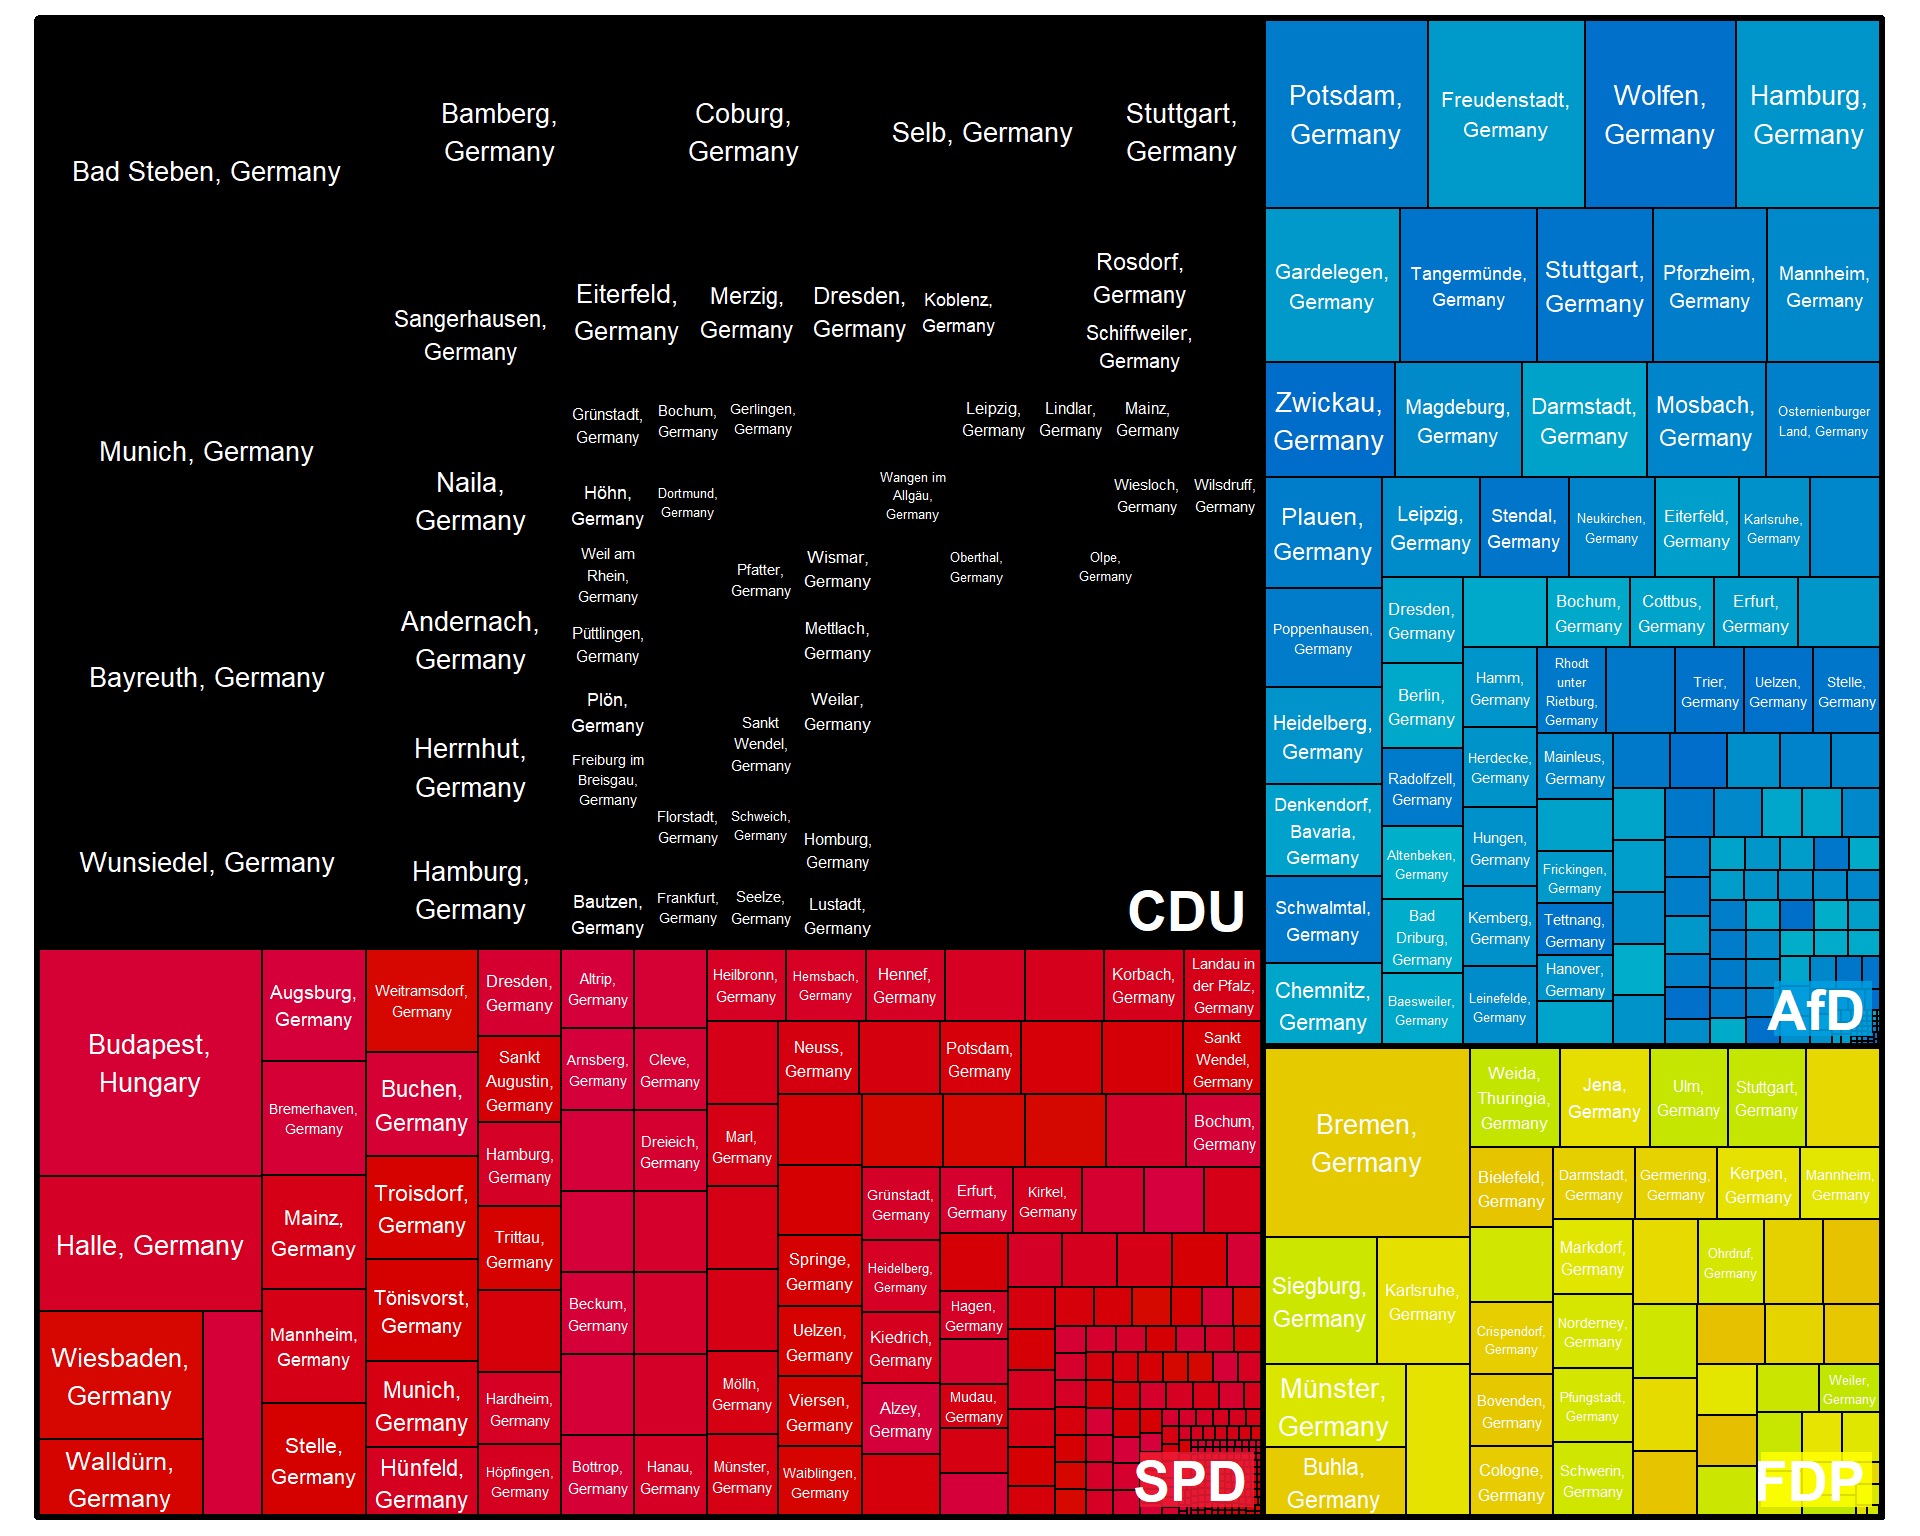 Bad Steben, Germany
Munich, Germany
Bayreuth, Germany
Wunsiedel, Germany
Bamberg,
Germany
Coburg,
Germany
Selb, Germany
Stuttgart,
Germany
Sangerhausen,
Germany
Eiterfeld,
Germany
Merzig,
Germany
Dresden,
Germany
Koblenz,
Germany
Rosdorf,
Germany
Schiffweiler,
Germany
Naila,
Germany
Andernach,
Germany
Herrnhut,
Germany
Hamburg,
Germany
Grünstadt,
Germany
Bochum,
Germany
Gerlingen,
Germany
Leipzig,
Germany
Lindlar,
Germany
Mainz,
Germany
Höhn,
Germany
Dortmund,
Germany
Wangen im
Allgäu,
Germany
Wiesloch,
Germany
Wilsdruff,
Germany
Weil am
Rhein,
Germany
Pfatter,
Germany
Wismar,
Germany
Oberthal,
Germany
Olpe,
Germany
Püttlingen,
Germany
Mettlach,
Germany
Plön,
Germany
Sankt
Wendel,
Germany
Weilar,
Germany
Freiburg im
Breisgau,
Germany
Florstadt,
Germany
Schweich,
Germany
Homburg,
Germany
Bautzen,
Germany
Frankfurt,
Germany
Seelze,
Germany
Lustadt,
Germany
CDU
Potsdam,
Germany
Freudenstadt,
Germany
Wolfen,
Germany
Hamburg,
Germany
Gardelegen,
Germany
Tangermünde,
Germany
Stuttgart,
Germany
Pforzheim,
Germany
Mannheim,
Germany
Zwickau,
Germany
Magdeburg,
Germany
Darmstadt,
Germany
Mosbach,
Germany
Osternienburger
Land, Germany
Plauen,
Germany
Poppenhausen,
Germany
Heidelberg,
Germany
Denkendorf,
Bavaria,
Germany
Schwalmtal,
Germany
Chemnitz,
Germany
Leipzig,
Germany
Stendal,
Germany
Neukirchen,
Germany
Eiterfeld,
Germany
Karlsruhe,
Germany
Dresden,
Germany
Berlin,
Germany
Radolfzell,
Germany
Altenbeken,
Germany
Bad
Driburg,
Germany
Baesweiler,
Germany
Bochum,
Germany
Cottbus,
Germany
Erfurt,
Germany
Hamm,
Germany
Herdecke,
Germany
Hungen,
Germany
Kemberg,
Germany
Leinefelde,
Germany
Rhodt
unter
Rietburg,
Germany
Trier,
Germany
Uelzen,
Germany
Stelle,
Germany
Mainleus,
Germany
Frickingen,
Germany
Tettnang,
Germany
Hanover,
Germany
AfD
Budapest,
Hungary
Halle, Germany
Wiesbaden,
Germany
Walldürn,
Germany
Augsburg,
Germany
Bremerhaven,
Germany
Mainz,
Germany
Mannheim,
Germany
Stelle,
Germany
Weitramsdorf,
Germany
Buchen,
Germany
Troisdorf,
Germany
Tönisvorst,
Germany
Munich,
Germany
Hünfeld,
Germany
Dresden,
Germany
Sankt
Augustin,
Germany
Hamburg,
Germany
Trittau,
Germany
Hardheim,
Germany
Höpfingen,
Germany
Altrip,
Germany
Arnsberg,
Germany
Beckum,
Germany
Bottrop,
Germany
Cleve,
Germany
Dreieich,
Germany
Hanau,
Germany
Heilbronn,
Germany
Hemsbach,
Germany
Hennef,
Germany
Korbach,
Germany
Landau in
der Pfalz,
Germany
Marl,
Germany
Mölln,
Germany
Münster,
Germany
Neuss,
Germany
Potsdam,
Germany
Sankt
Wendel,
Germany
Bochum,
Germany
Springe,
Germany
Uelzen,
Germany
Viersen,
Germany
Waiblingen,
Germany
Grünstadt,
Germany
Heidelberg,
Germany
Kiedrich,
Germany
Alzey,
Germany
Erfurt,
Germany
Kirkel,
Germany
Hagen,
Germany
Mudau,
Germany
SPD
Bremen,
Germany
Siegburg,
Germany
Karlsruhe,
Germany
Münster,
Germany
Buhla,
Germany
Weida,
Thuringia,
Germany
Jena,
Germany
Ulm,
Germany
Stuttgart,
Germany
Bielefeld,
Germany
Darmstadt,
Germany
Germering,
Germany
Kerpen,
Germany
Mannheim,
Germany
Crispendorf,
Germany
Bovenden,
Germany
Cologne,
Germany
Markdorf,
Germany
Norderney,
Germany
Pfungstadt,
Germany
Schwerin,
Germany
Ohrdruf,
Germany
Weiler,
Germany
FDP